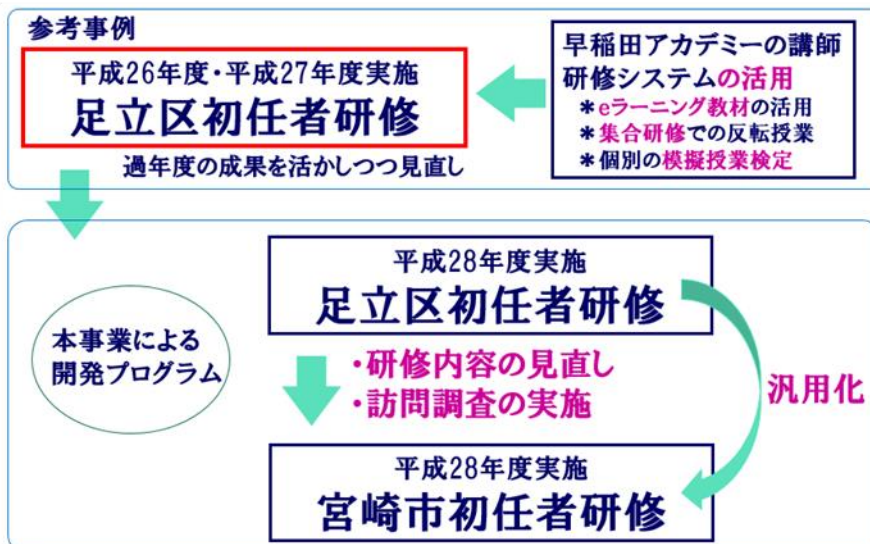 参考事例
平成26年度・平成27年度実施
足立区初任者研修
過年度の成果を活かしつつ見直し
早稲田アカデミーの講師
研修システムの活用
＊eラーニング教材の活用
＊集合研修での反転授業
＊個別の模擬授業検定
本事業による
開発プログラム
平成28年度実施
足立区初任者研修
・研修内容の見直し
・訪問調査の実施
汎用化
平成28年度実施
宮崎市初任者研修